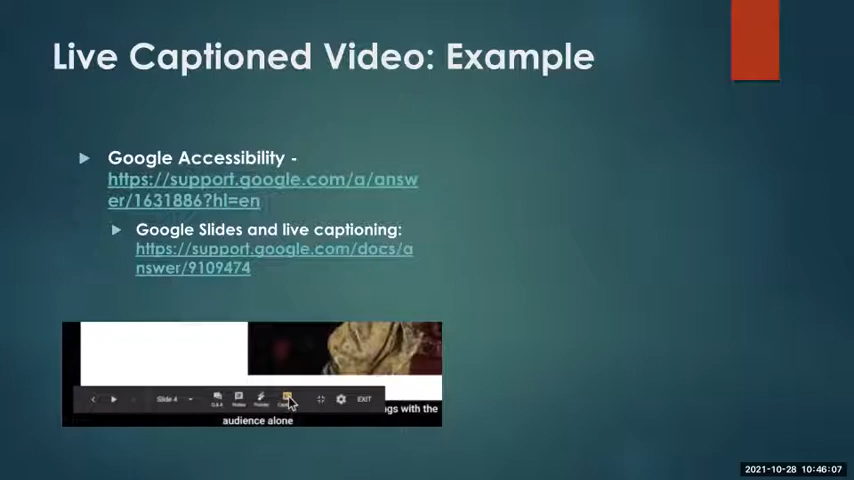 Live Captioned Video: Example
Google Accessibility -
https://support.google.com/a/answ
er/1631886?hl=en
Google Slides and live captioning:
https://support.google.com/docs/a
nswer/9109474
Slide 4
Q & A Notes Pointer
EXIT
ngs with the
audience alone
2021-10-28 10:46:07